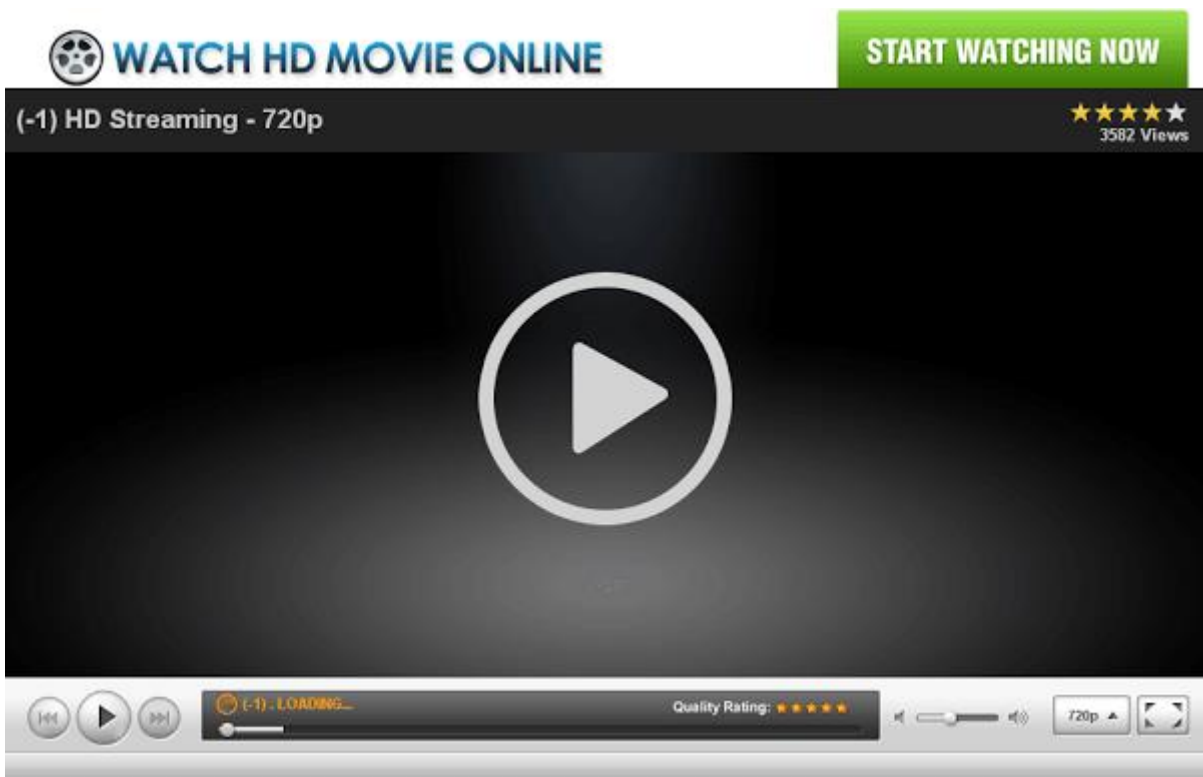 WATCH HD MOVIE ONLINE
START WATCHING NOW
(-1) HD Streaming - 720p
3582 Views
(-1) . LOADING...
Quality Rating:
720p